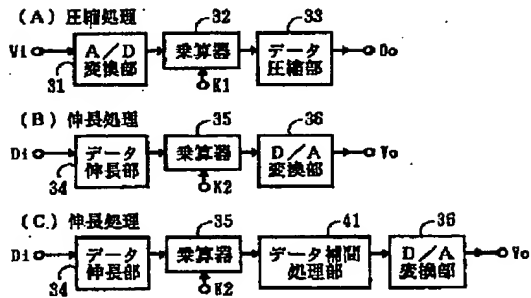 (A) 圧縮処理
32
33
Vi
A/D
変換部
乗算器
データ
圧縮部
Do
31
K1
(B) 伸長処理
35
36
Di
データ
伸長部
乗算器
D/A
変換部
Vo
34
K2
(C) 伸長処理
35
41
36
Di
データ
伸長部
乗算器
データ補間
処理部
D/A
変換部
Vo
34
K2